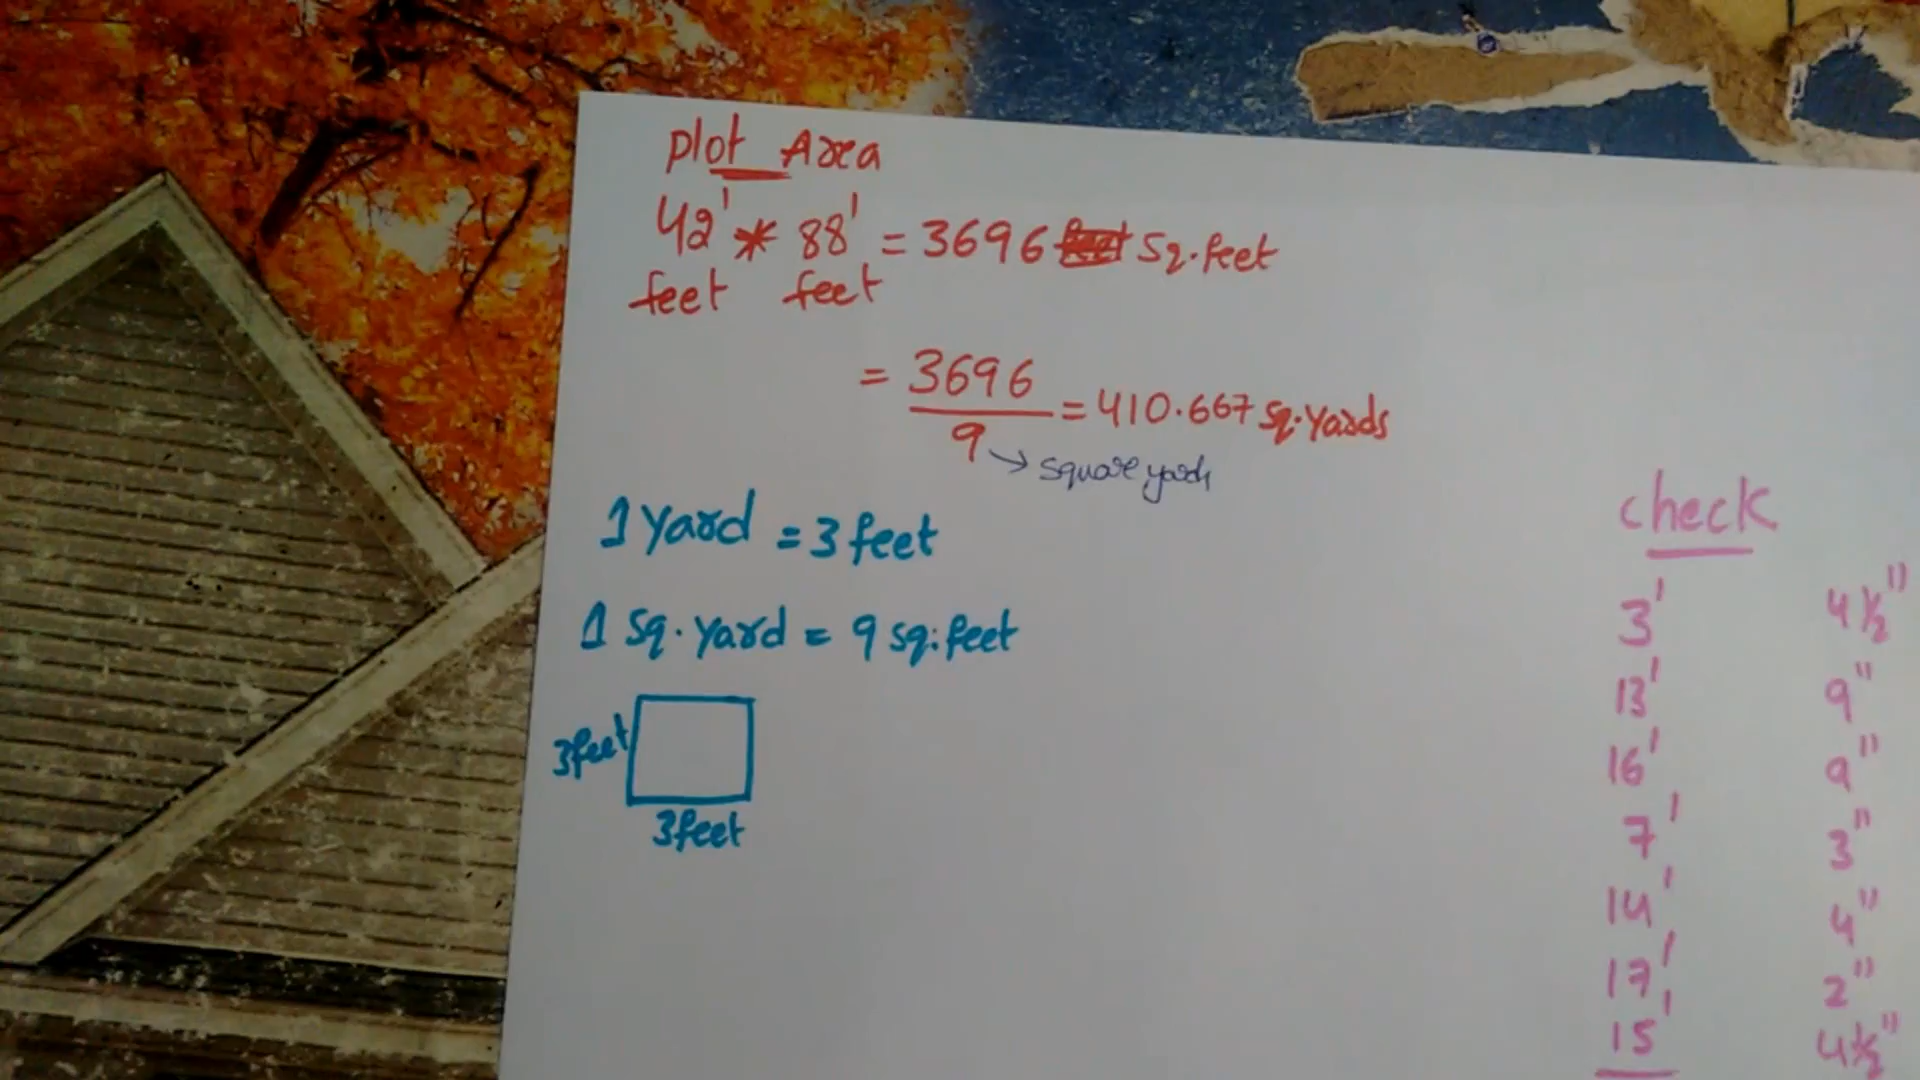 Plot Area
42' * 88' = 3696 Sq.feet
feet feet
= 3696
9
= 410.667 Sq.Yards
→ square yards
1 Yard = 3 feet
1 Sq. Yard = 9 sq.feet
3feet
3feet
check
3' 4½"
13' 9"
16' 9"
7' 3"
14' 4"
17' 2"
15' 4½"